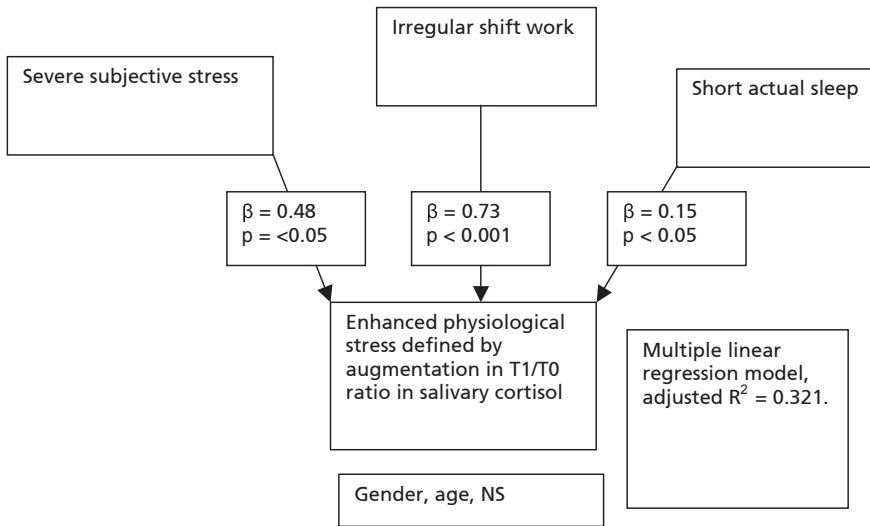 Irregular shift work
Severe subjective stress
Short actual sleep
β = 0.48
p = <0.05
β = 0.73
p < 0.001
β = 0.15
p < 0.05
Enhanced physiological
stress defined by
augmentation in T1/T0
ratio in salivary cortisol
Multiple linear
regression model,
adjusted R² = 0.321.
Gender, age, NS